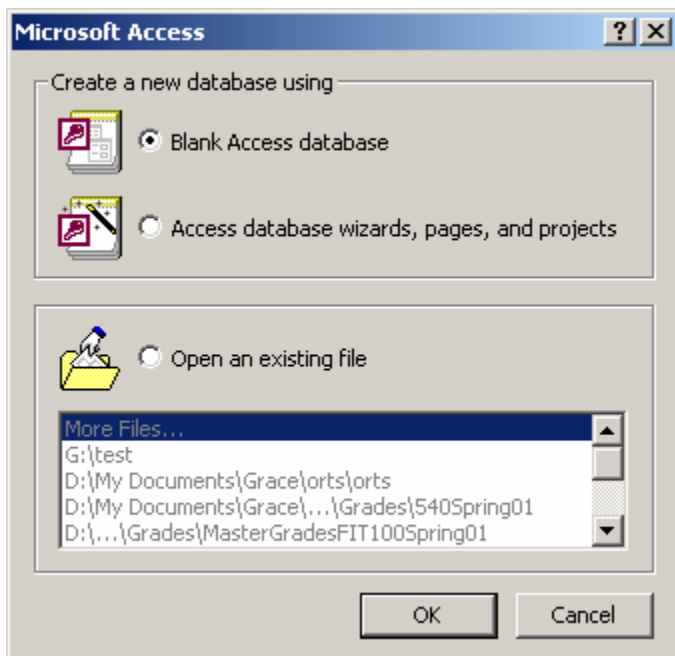 Microsoft Access
Create a new database using
Blank Access database
Access database wizards, pages, and projects
Open an existing file
More Files...
G:\test
D:\My Documents\Grace\orts\orts
D:\My Documents\Grace\...\Grades\540Spring01
D:\...\Grades\MasterGradesFIT100Spring01
OK Cancel